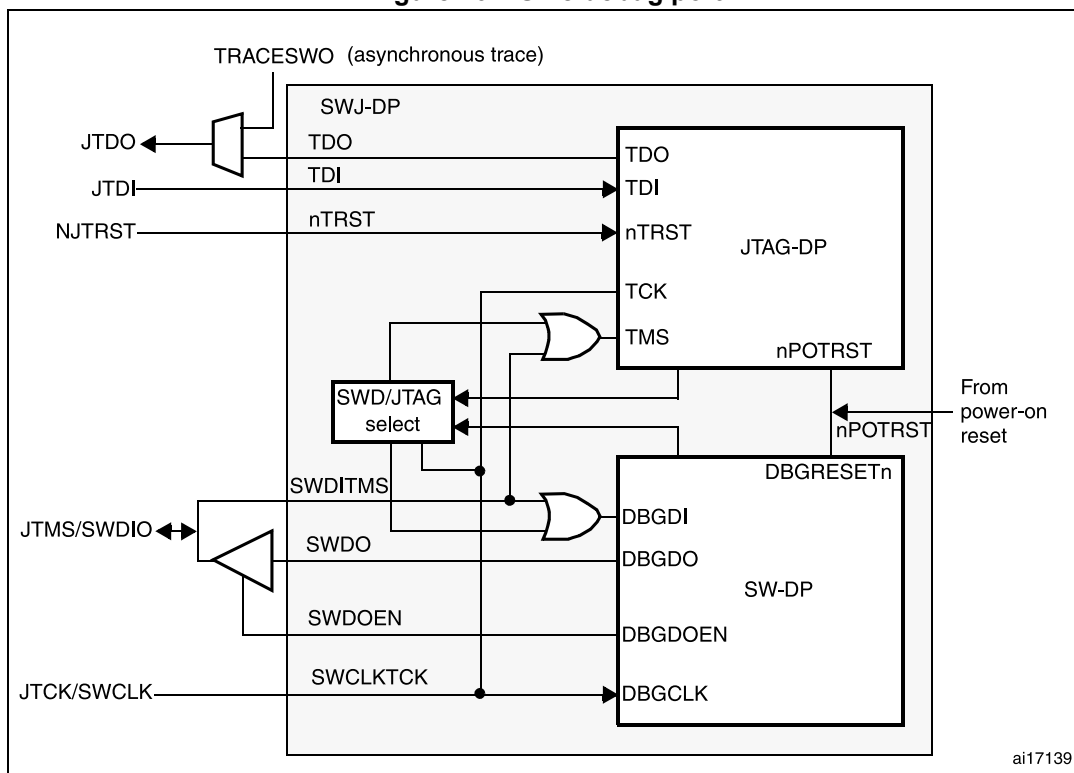 TRACESWO (asynchronous trace)
SWJ-DP
JTDO
TDO
TDO
JTDI
TDI
TDI
NJTRST
nTRST
nTRST
JTAG-DP
TCK
TMS
nPOTRST
SWD/JTAG
select
From
power-on
reset
nPOTRST
DBGRESETn
SWDITMS
JTMS/SWDIO
DBGDI
SWDO
DBGDO
SW-DP
SWDOEN
DBGDOEN
JTCK/SWCLK
SWCLKTCK
DBGCLK
ai17139